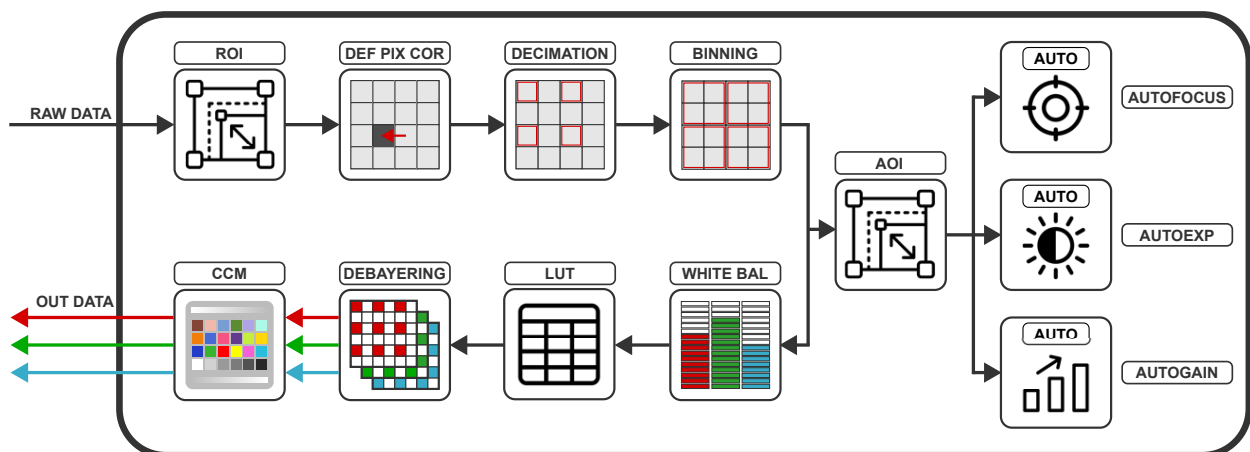 ROI
DEF PIX COR
DECIMATION
BINNING
AUTO
AUTOFOCUS
RAW DATA
AOI
AUTO
AUTOEXP
CCM
DEBAYERING
LUT
WHITE BAL
OUT DATA
AUTO
AUTOGAIN